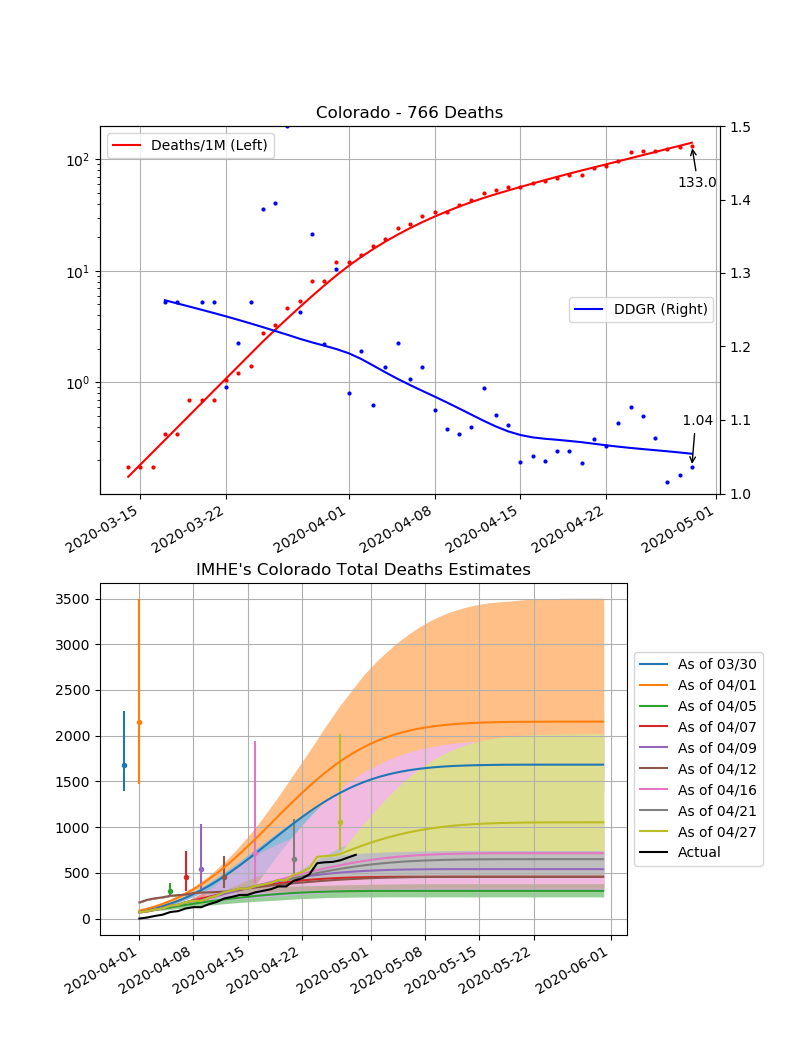 Colorado - 766 Deaths
Deaths/1M (Left)
DDGR (Right)
133.0
1.04
10²
10¹
10⁰
1.5
1.4
1.3
1.2
1.1
1.0
2020-03-15
2020-03-22
2020-04-01
2020-04-08
2020-04-15
2020-04-22
2020-05-01
IMHE's Colorado Total Deaths Estimates
3500
3000
2500
2000
1500
1000
500
0
2020-04-01
2020-04-08
2020-04-15
2020-04-22
2020-05-01
2020-05-08
2020-05-15
2020-05-22
2020-06-01
As of 03/30
As of 04/01
As of 04/05
As of 04/07
As of 04/09
As of 04/12
As of 04/16
As of 04/21
As of 04/27
Actual